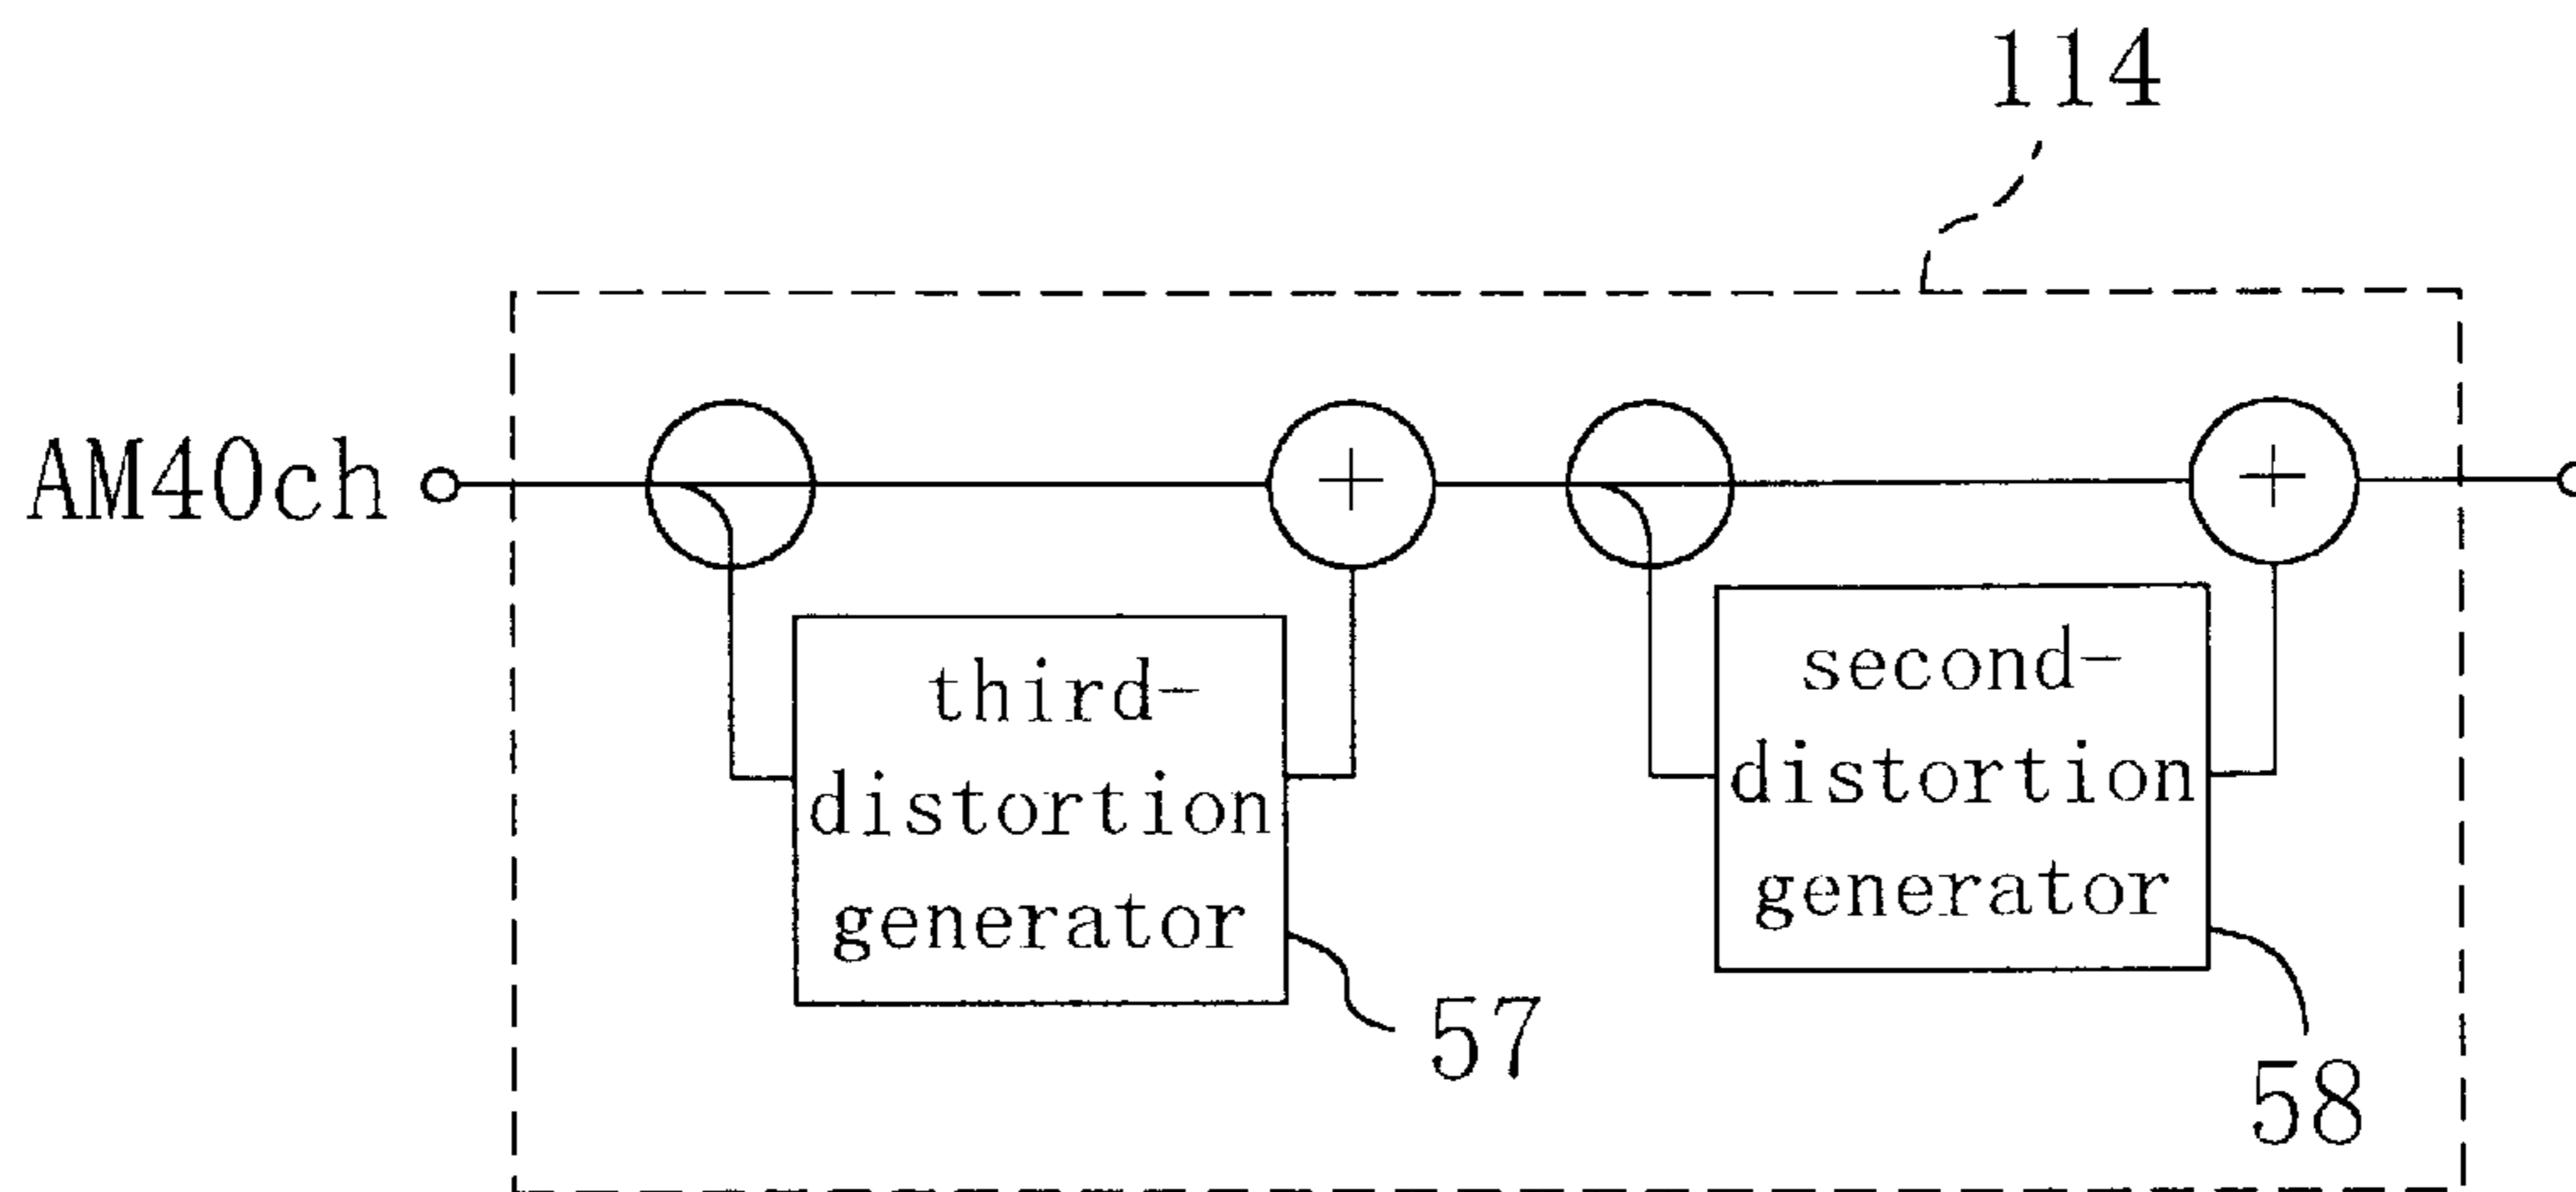 114
AM40ch
+
+
third-
distortion
generator
second-
distortion
generator
57
58